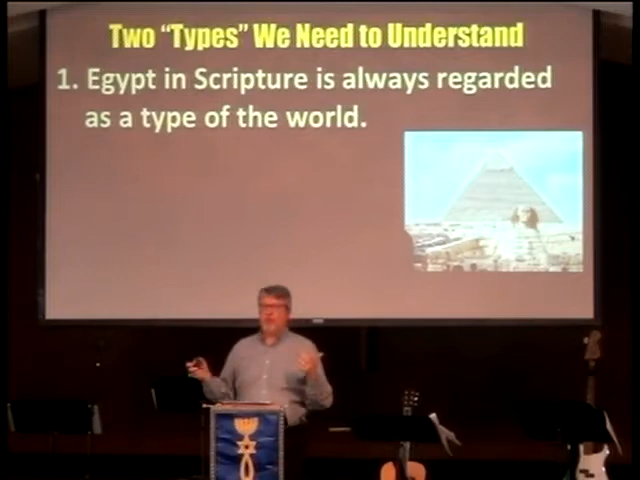 Two “Types” We Need to Understand
1. Egypt in Scripture is always regarded
as a type of the world.